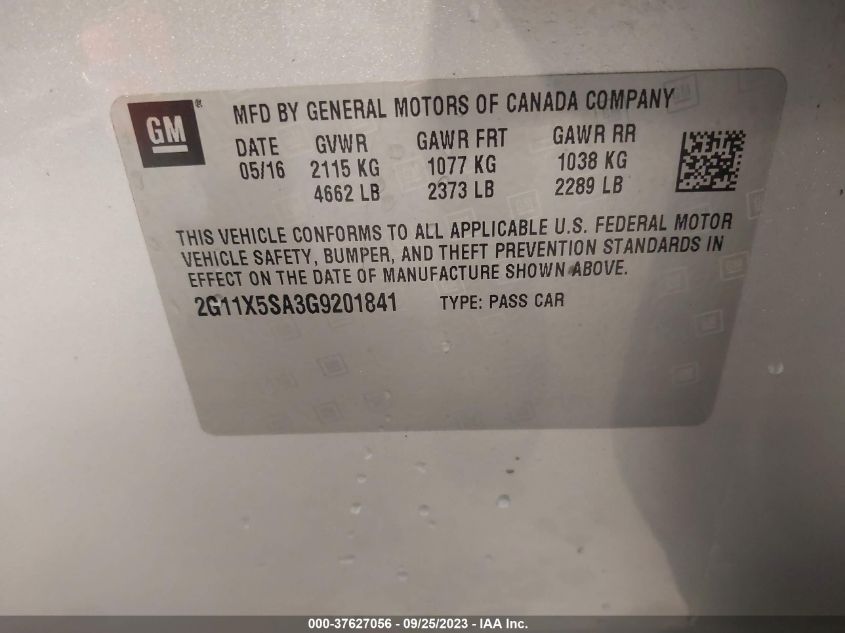 GM®
MFD BY GENERAL MOTORS OF CANADA COMPANY
DATE GVWR GAWR FRT GAWR RR
05/16 2115 KG 1077 KG 1038 KG
4662 LB 2373 LB 2289 LB
THIS VEHICLE CONFORMS TO ALL APPLICABLE U.S. FEDERAL MOTOR
VEHICLE SAFETY, BUMPER, AND THEFT PREVENTION STANDARDS IN
EFFECT ON THE DATE OF MANUFACTURE SHOWN ABOVE.
2G11X5SA3G9201841 TYPE: PASS CAR
000-37627056 - 09/25/2023 - IAA Inc.